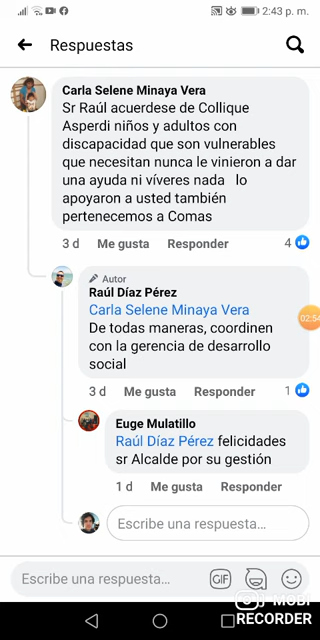 2:43 p. m.
Respuestas
Carla Selene Minaya Vera
Sr Raúl acuerdese de Collique
Asperdi niños y adultos con
discapacidad que son vulnerables
que necesitan nunca le vinieron a dar
una ayuda ni víveres nada lo
apoyaron a usted también
pertenecemos a Comas
3 d Me gusta Responder 4
Autor
Raúl Díaz Pérez
Carla Selene Minaya Vera
De todas maneras, coordinen
con la gerencia de desarrollo
social
02:54
3 d Me gusta Responder 1
Euge Mulatillo
Raúl Díaz Pérez felicidades
sr Alcalde por su gestión
1 d Me gusta Responder
Escribe una respuesta...
Escribe una respuesta...
GIF
MOBI
RECORDER